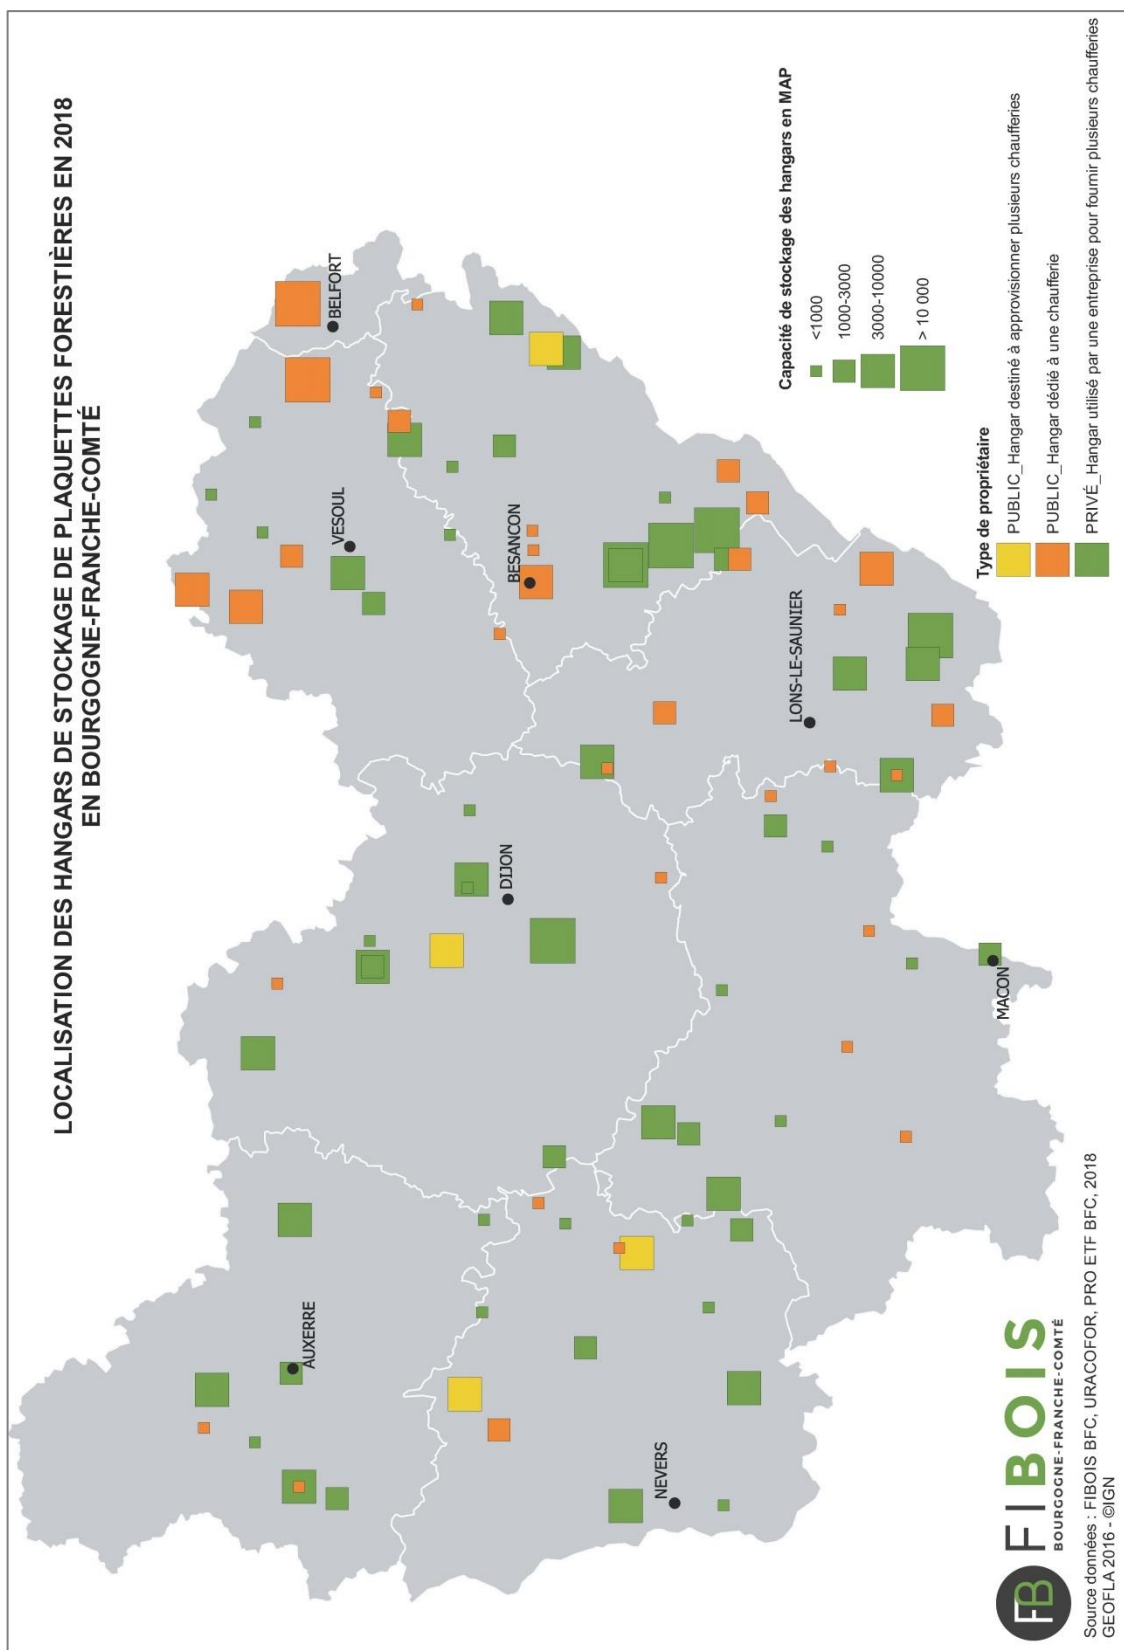 LOCALISATION DES HANGARS DE STOCKAGE DE PLAQUETTES FORESTIÈRES EN 2018
EN BOURGOGNE-FRANCHE-COMTÉ
BELFORT
VESOUL
BESANCON
LONS-LE-SAUNIER
DIJON
MACON
AUXERRE
NEVERS
Capacité de stockage des hangars en MAP
<1000
1000-3000
3000-10000
> 10 000
Type de propriétaire
PUBLIC_Hangar destiné à approvisionner plusieurs chaufferies
PUBLIC_Hangar dédié à une chaufferie
PRIVÉ_Hangar utilisé par une entreprise pour fournir plusieurs chaufferies
FB FIBOIS
BOURGOGNE-FRANCHE-COMTÉ
Source données : FIBOIS BFC, URACOFOR, PRO ETF BFC, 2018
GEOFLA 2016 - ©IGN